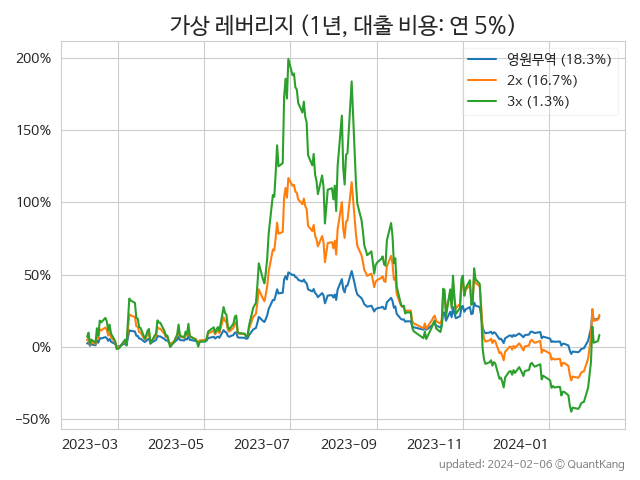 가상 레버리지 (1년, 대출 비용: 연 5%)
영원무역 (18.3%)
2x (16.7%)
3x (1.3%)
200%
150%
100%
50%
0%
−50%
2023-03 2023-05 2023-07 2023-09 2023-11 2024-01
updated: 2024-02-06 © QuantKang